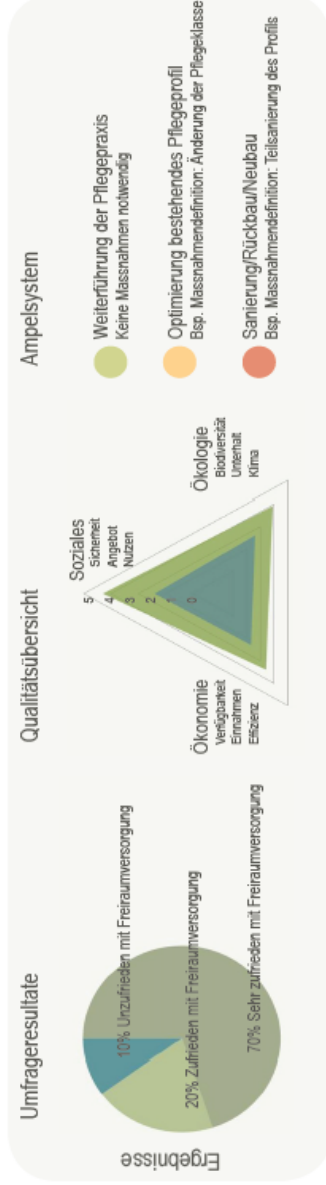 Ergebnisse
Umfrageresultate
10% Unzufrieden mit Freiraumversorgung
20% Zufrieden mit Freiraumversorgung
70% Sehr zufrieden mit Freiraumversorgung
Qualitätsübersicht
Soziales
Sicherheit
Angebot
Nutzen
5
4
3
2
1
0
Ökonomie
Verfügbarkeit
Einnahmen
Effizienz
Ökologie
Biodiversität
Unterhalt
Klima
Ampelsystem
Weiterführung der Pflegepraxis
Keine Massnahmen notwendig
Optimierung bestehendes Pflegeprofil
Bsp. Massnahmendefinition: Änderung der Pflegeklasse
Sanierung/Rückbau/Neubau
Bsp. Massnahmendefinition: Teilsanierung des Profils